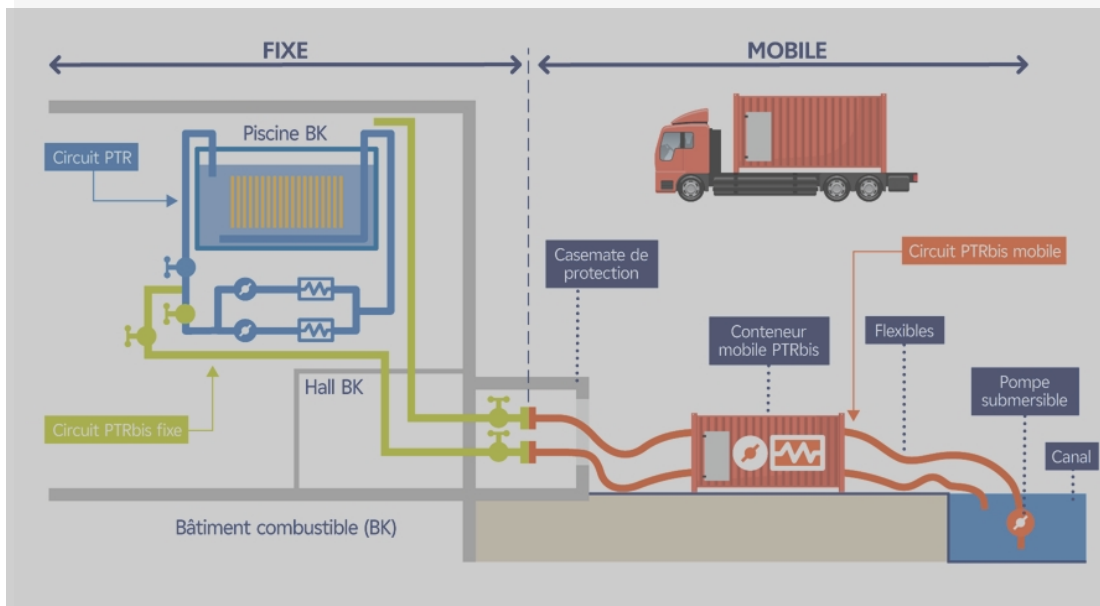 FIXE
MOBILE
Piscine BK
Circuit PTR
Casemate de
protection
Circuit PTRbis mobile
Conteneur
mobile PTRbis
Flexibles
Hall BK
Pompe
submersible
Circuit PTRbis fixe
Canal
Bâtiment combustible (BK)